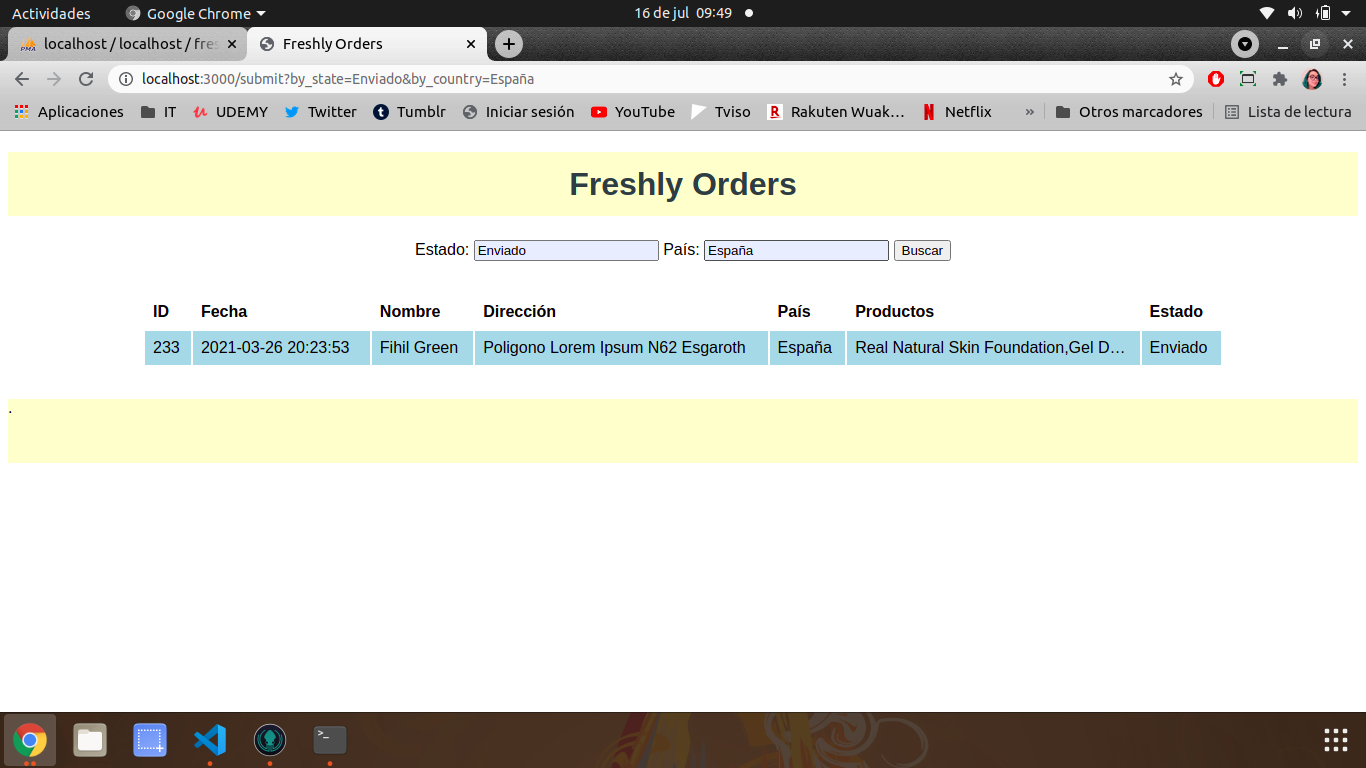 Actividades Google Chrome 16 de jul 09:49
PMA localhost / localhost / fres Freshly Orders
localhost:3000/submit?by_state=Enviado&by_country=España
Aplicaciones IT UDEMY Twitter Tumblr Iniciar sesión YouTube Tviso Rakuten Wuak… Netflix » Otros marcadores Lista de lectura
Freshly Orders
Estado: Enviado País: España Buscar
ID Fecha Nombre Dirección País Productos Estado
233 2021-03-26 20:23:53 Fihil Green Poligono Lorem Ipsum N62 Esgaroth España Real Natural Skin Foundation,Gel D… Enviado
.